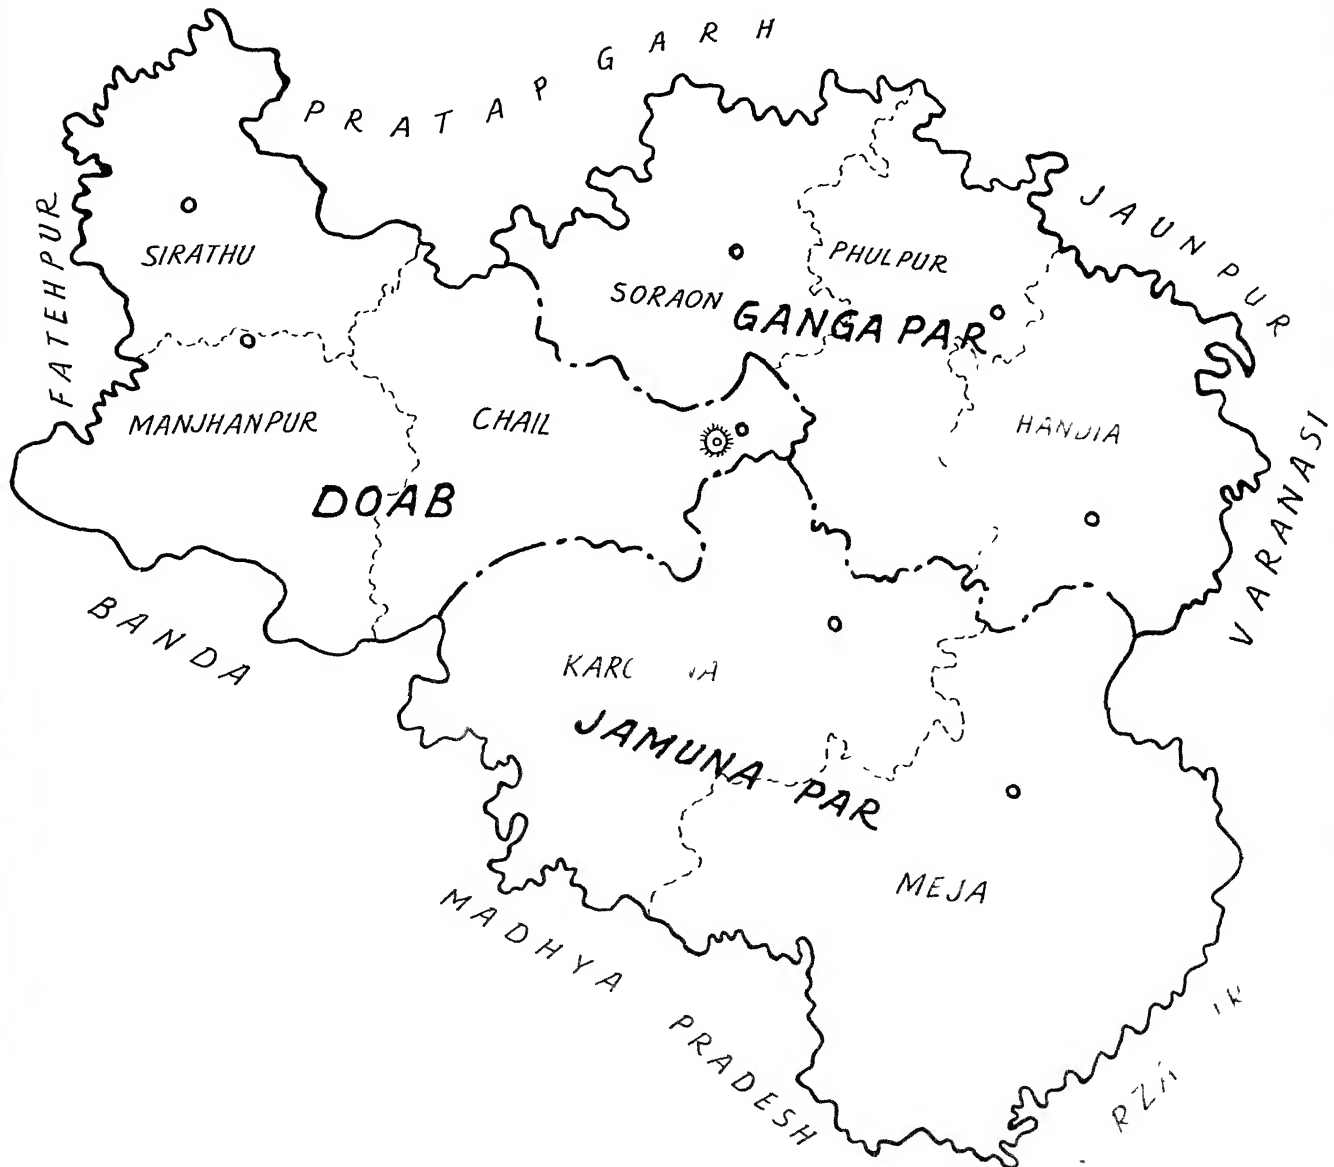 PRATAPGARH
JAUNPUR
FATEHPUR
SIRATHU
PHULPUR
SORAON
GANGA PAR
MANJHANPUR
CHAIL
VARANASI
DOAB
BANDA
JAMUNA PAR
MEJA
MADHYA PRADESH